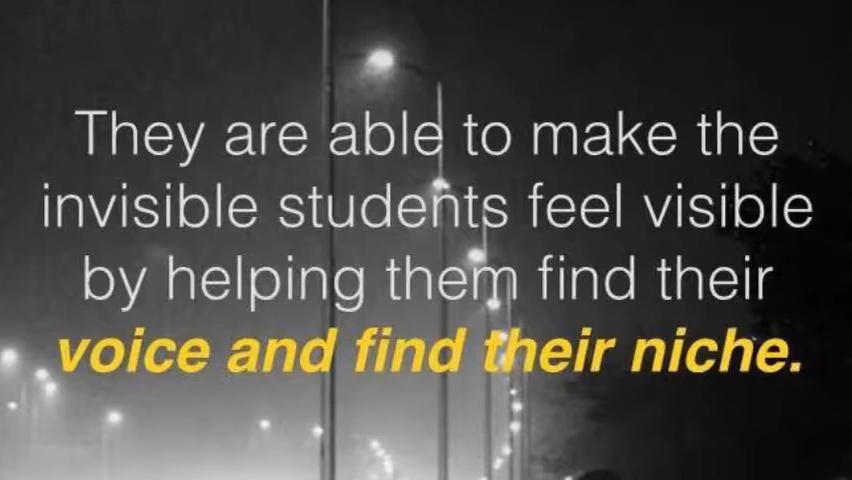 They are able to make the
invisible students feel visible
by helping them find their
voice and find their niche.